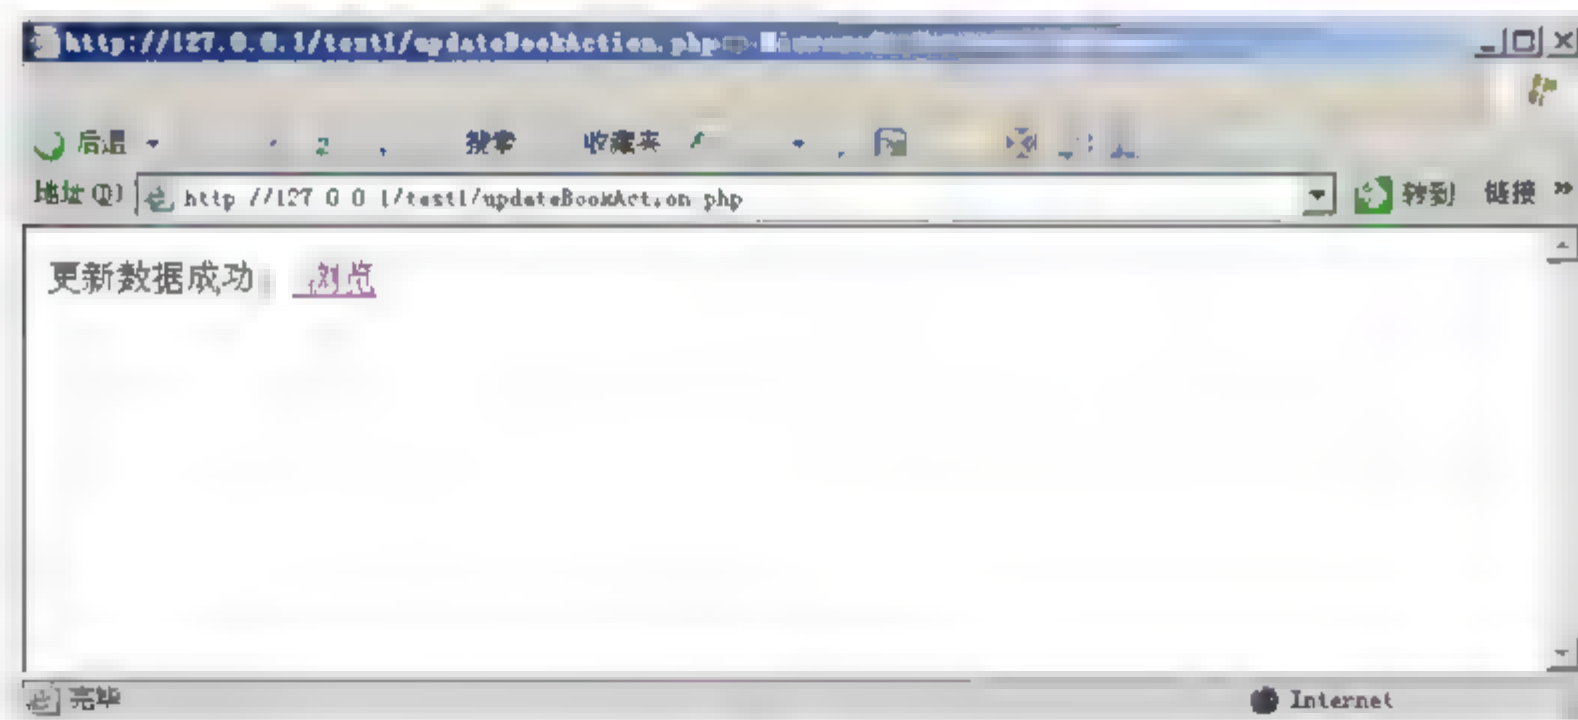 http://127.0.0.1/test1/updateBookAction.php
后退 搜索 收藏夹
地址(D) http //127 0 0 1/test1/updateBookAction php 转到 链接 »
更新数据成功 浏览
完毕 Internet